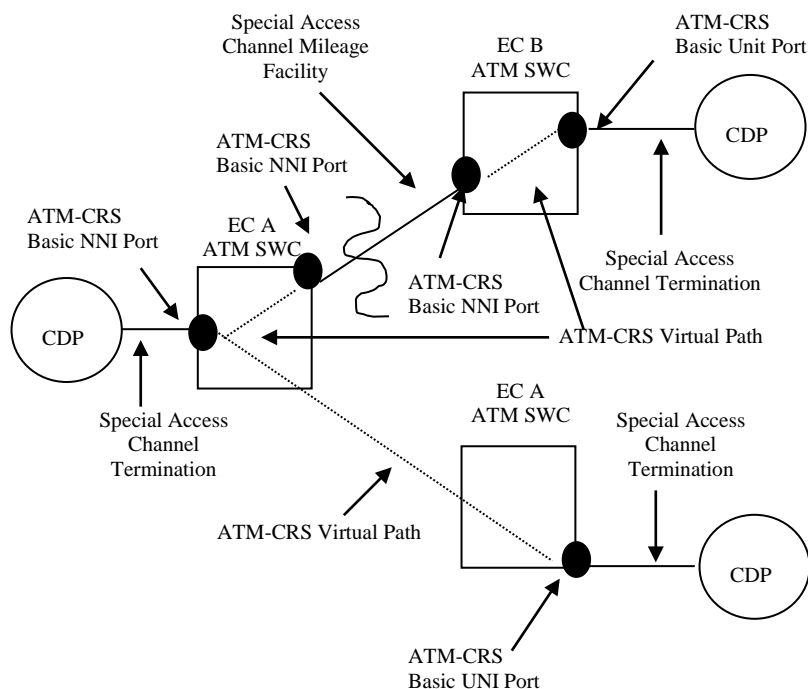 Special Access
Channel Mileage
Facility
EC B
ATM SWC
ATM-CRS
Basic Unit Port
CDP
ATM-CRS
Basic NNI Port
ATM-CRS
Basic NNI Port
EC A
ATM SWC
ATM-CRS
Basic NNI Port
Special Access
Channel Termination
CDP
ATM-CRS Virtual Path
Special Access
Channel
Termination
EC A
ATM SWC
Special Access
Channel
Termination
ATM-CRS Virtual Path
CDP
ATM-CRS
Basic UNI Port